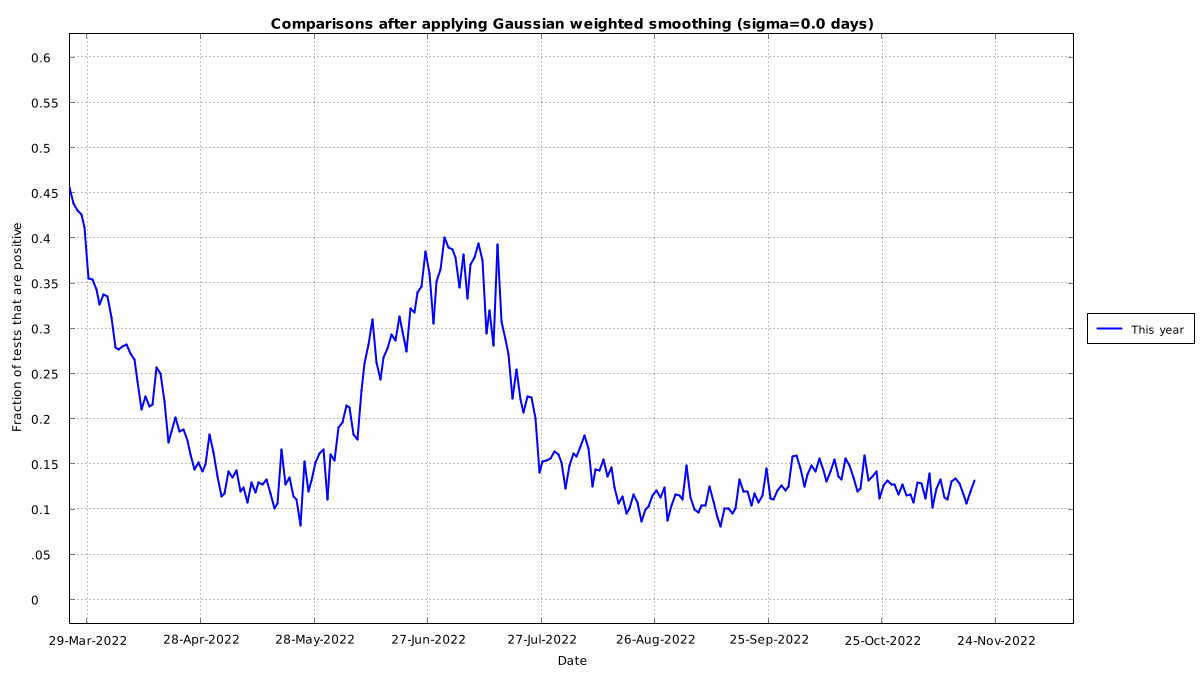 Comparisons after applying Gaussian weighted smoothing (sigma=0.0 days)
0.6
0.55
0.5
0.45
0.4
0.35
0.3
0.25
0.2
0.15
0.1
.05
0
Fraction of tests that are positive
This year
29-Mar-2022
28-Apr-2022
28-May-2022
27-Jun-2022
27-Jul-2022
26-Aug-2022
25-Sep-2022
25-Oct-2022
24-Nov-2022
Date